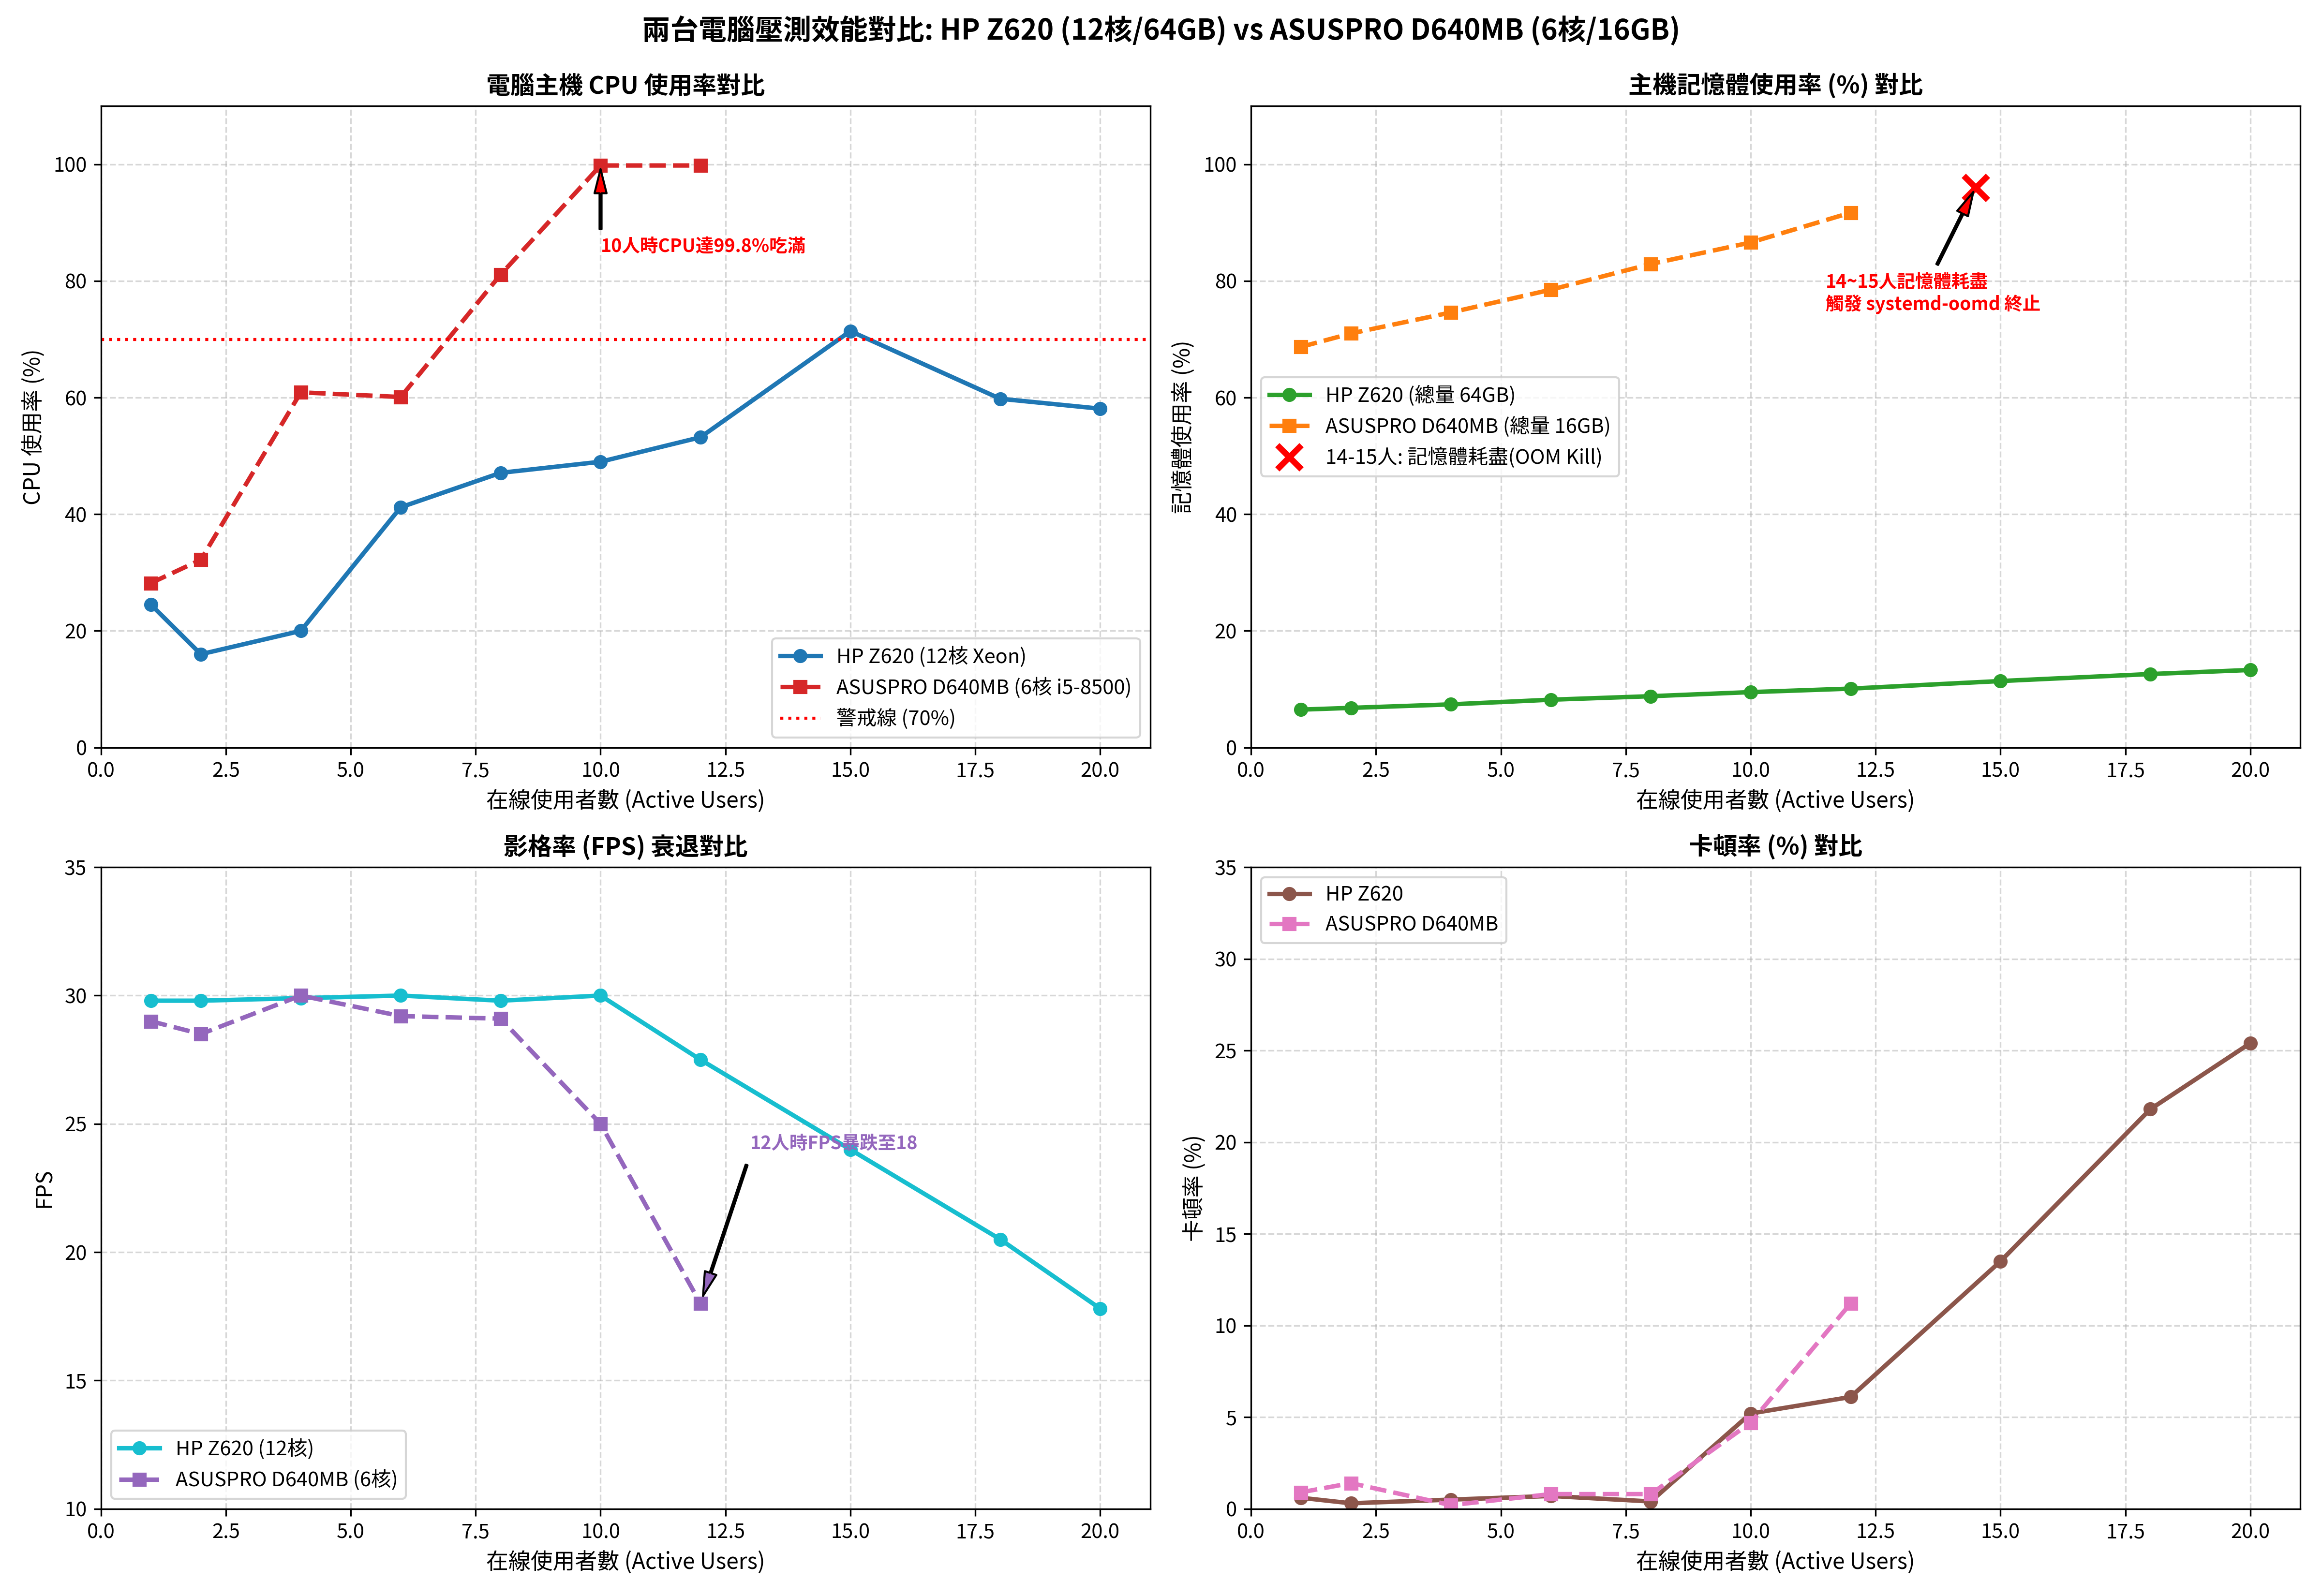 兩台電腦壓測效能對比: HP Z620 (12核/64GB) vs ASUSPRO D640MB (6核/16GB)
電腦主機 CPU 使用率對比
CPU 使用率 (%)
100
80
60
40
20
0
10人時CPU達99.8%吃滿
HP Z620 (12核 Xeon)
ASUSPRO D640MB (6核 i5-8500)
警戒線 (70%)
0.0 2.5 5.0 7.5 10.0 12.5 15.0 17.5 20.0
在線使用者數 (Active Users)
主機記憶體使用率 (%) 對比
記憶體使用率 (%)
100
80
60
40
20
0
14~15人記憶體耗盡
觸發 systemd-oomd 終止
HP Z620 (總量 64GB)
ASUSPRO D640MB (總量 16GB)
14-15人: 記憶體耗盡(OOM Kill)
0.0 2.5 5.0 7.5 10.0 12.5 15.0 17.5 20.0
在線使用者數 (Active Users)
影格率 (FPS) 衰退對比
FPS
35
30
25
20
15
10
12人時FPS暴跌至18
HP Z620 (12核)
ASUSPRO D640MB (6核)
0.0 2.5 5.0 7.5 10.0 12.5 15.0 17.5 20.0
在線使用者數 (Active Users)
卡頓率 (%) 對比
卡頓率 (%)
35
30
25
20
15
10
5
0
HP Z620
ASUSPRO D640MB
0.0 2.5 5.0 7.5 10.0 12.5 15.0 17.5 20.0
在線使用者數 (Active Users)